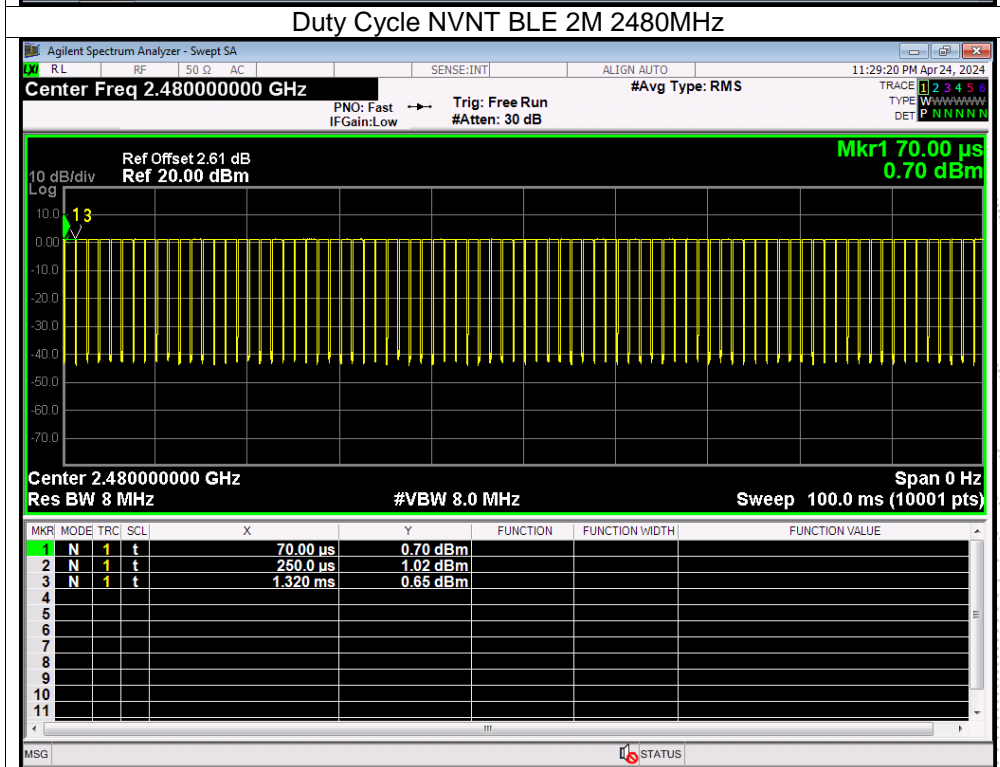 Duty Cycle NVNT BLE 2M 2480MHz
Agilent Spectrum Analyzer - Swept SA
LXI RL RF 50 Ω AC SENSE:INT ALIGN AUTO 11:29:20 PM Apr 24, 2024
Center Freq 2.480000000 GHz #Avg Type: RMS TRACE 1 2 3 4 5 6
PNO: Fast Trig: Free Run TYPE WWWWWWW
IFGain:Low #Atten: 30 dB DET P N N N N N
Mkr1 70.00 µs
Ref Offset 2.61 dB
10 dB/div Ref 20.00 dBm 0.70 dBm
Log
10.0
1 3
0.00
-10.0
-20.0
-30.0
-40.0
-50.0
-60.0
-70.0
Center 2.480000000 GHz Span 0 Hz
Res BW 8 MHz #VBW 8.0 MHz Sweep 100.0 ms (10001 pts)
MKR MODE TRC SCL X Y FUNCTION FUNCTION WIDTH FUNCTION VALUE
1 N 1 t 70.00 µs 0.70 dBm
2 N 1 t 250.0 µs 1.02 dBm
3 N 1 t 1.320 ms 0.65 dBm
4
5
6
7
8
9
10
11
MSG STATUS